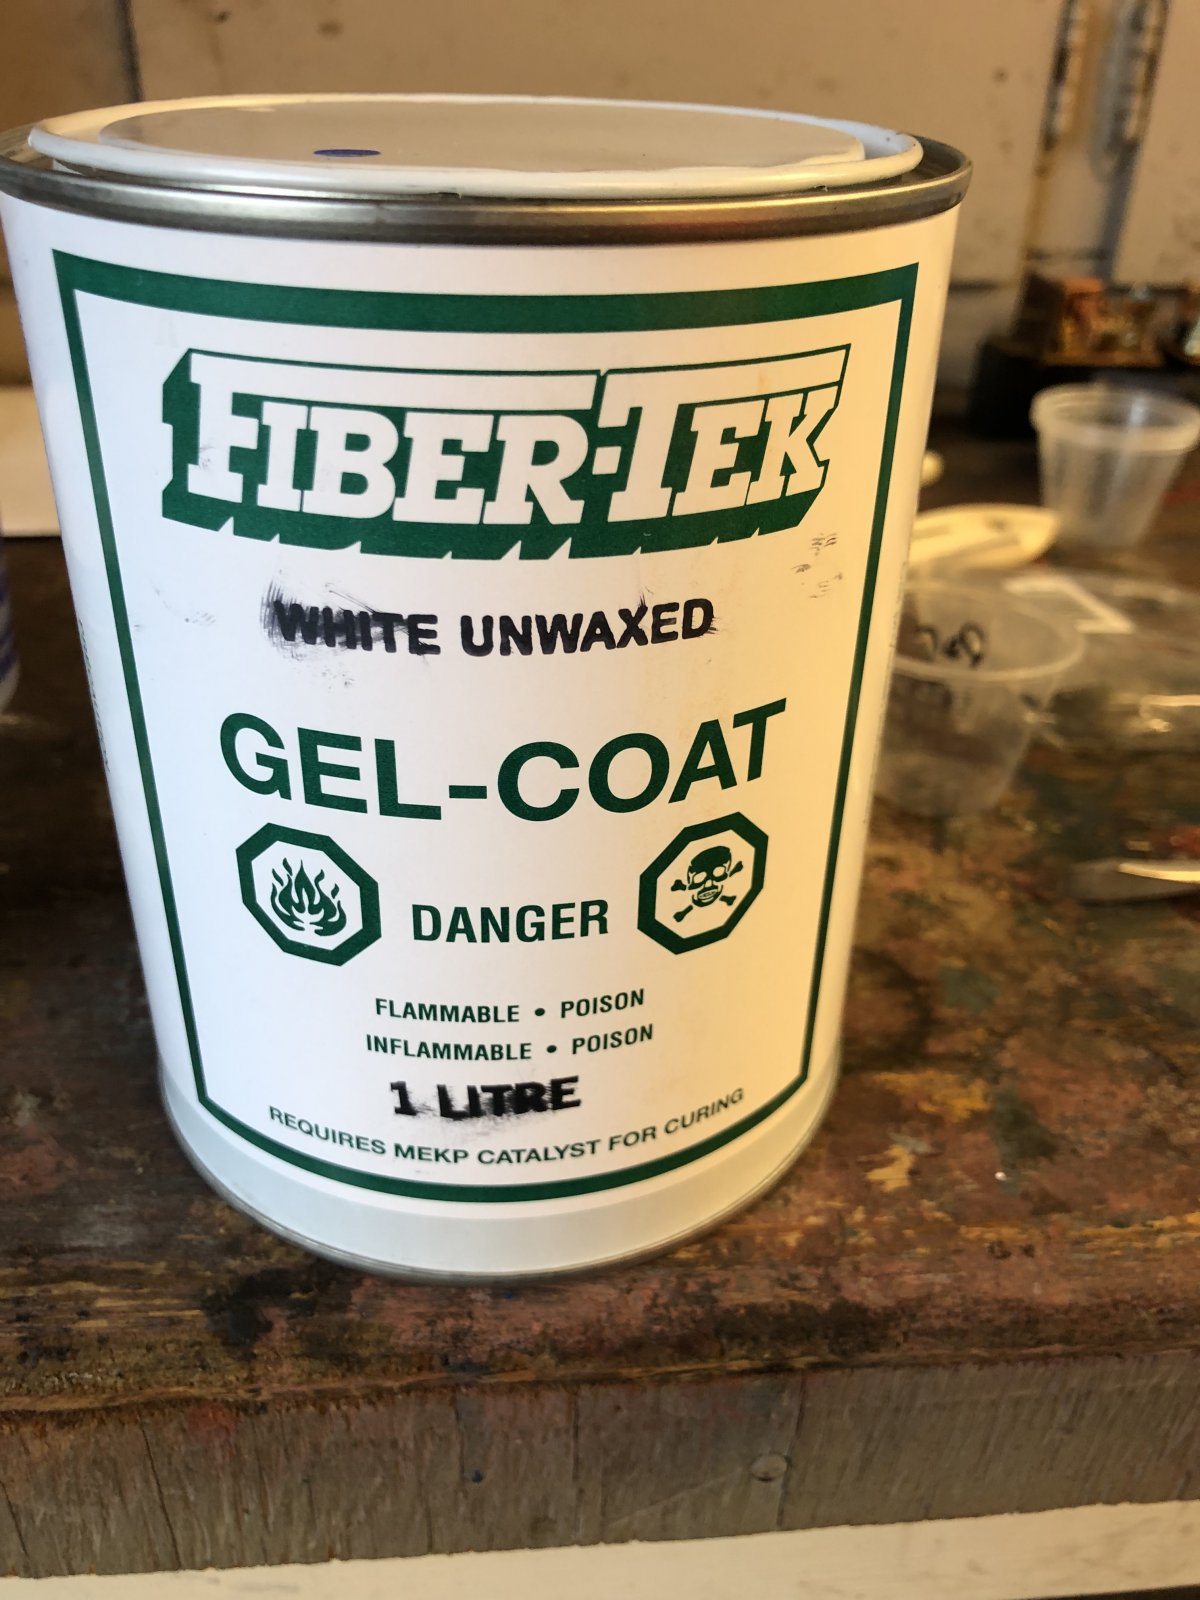 FIBER-TEK
WHITE UNWAXED
GEL-COAT
DANGER
FLAMMABLE • POISON
INFLAMMABLE • POISON
1 LITRE
REQUIRES MEKP CATALYST FOR CURING